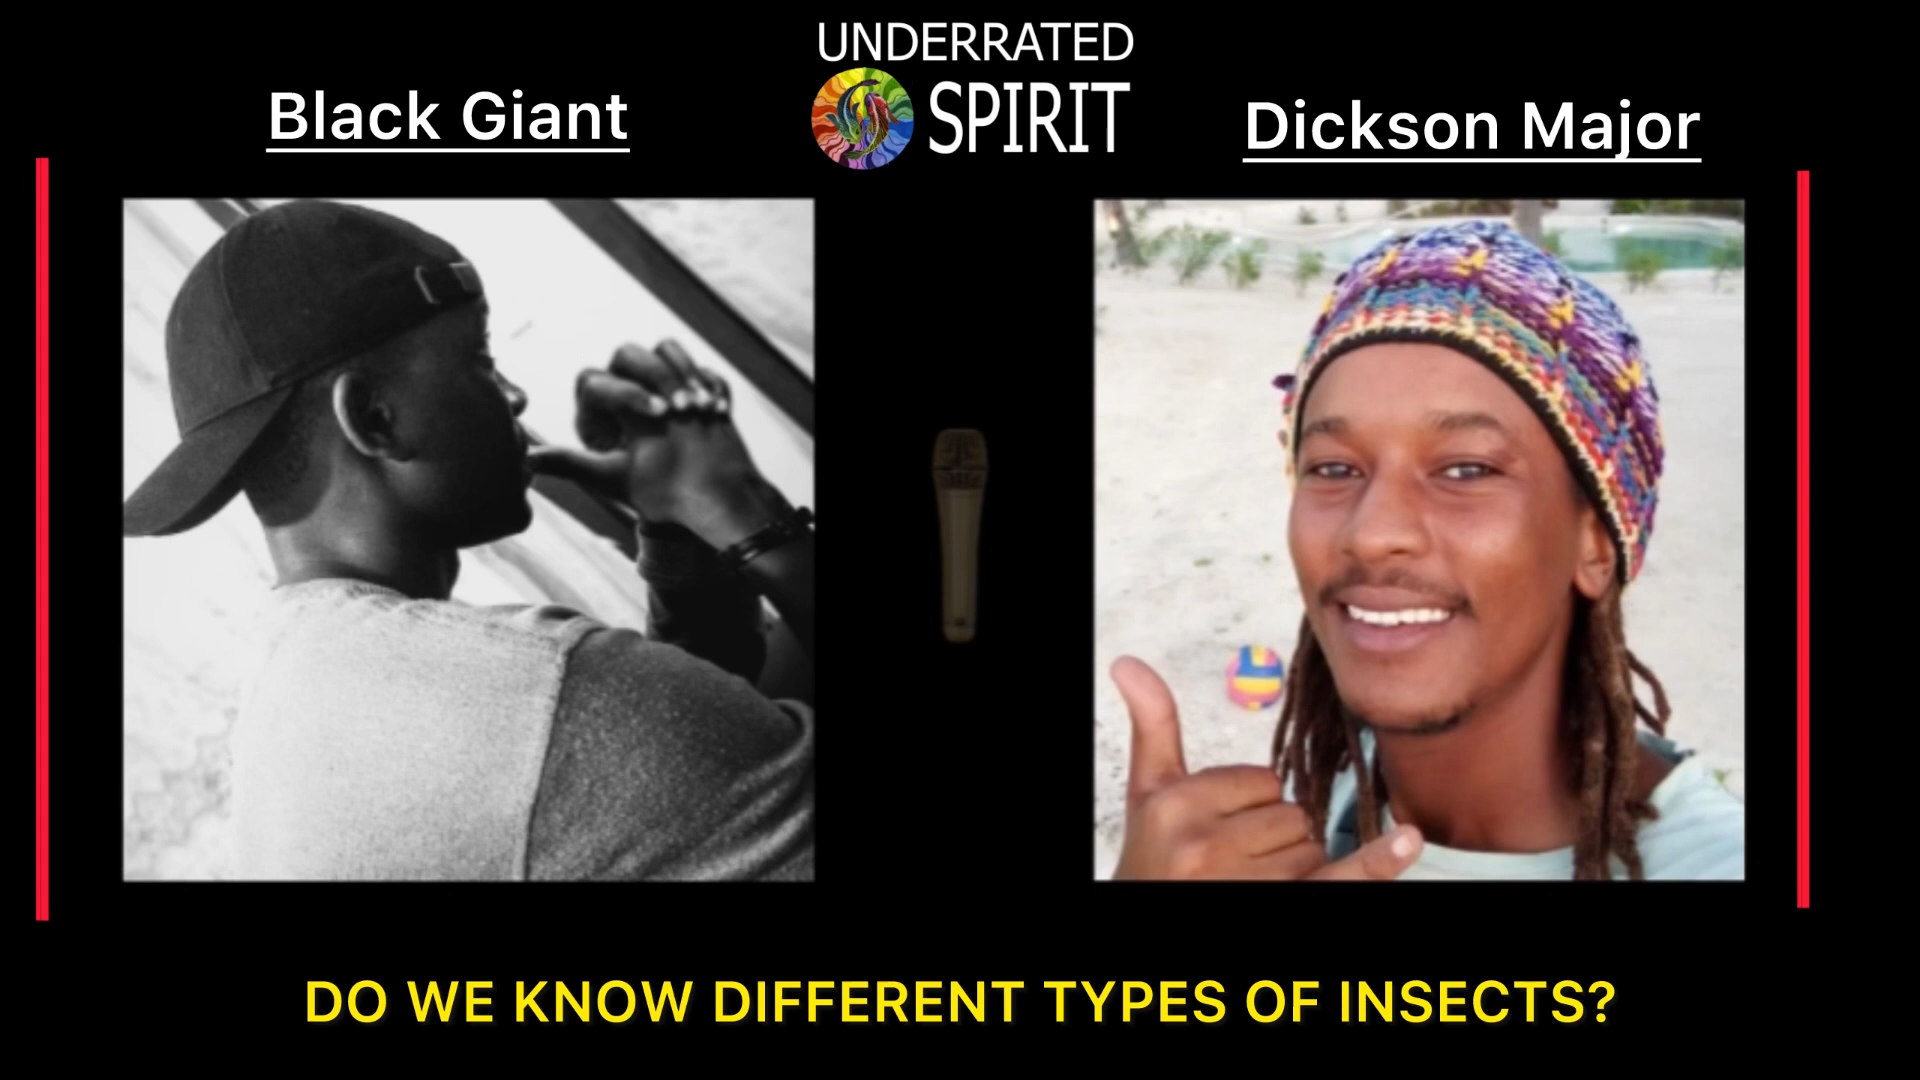 UNDERRATED
SPIRIT
Black Giant
Dickson Major
DO WE KNOW DIFFERENT TYPES OF INSECTS?